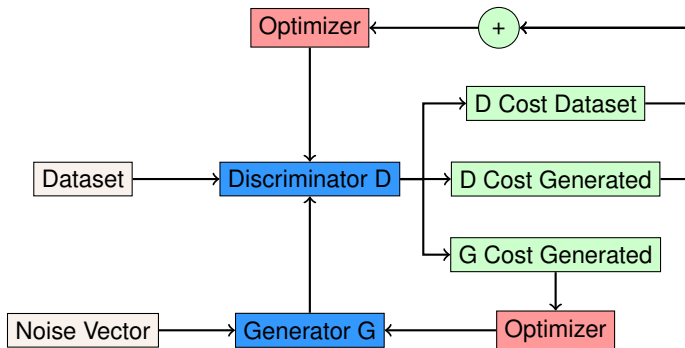 Optimizer
+
D Cost Dataset
Dataset
Discriminator D
D Cost Generated
G Cost Generated
Noise Vector
Generator G
Optimizer